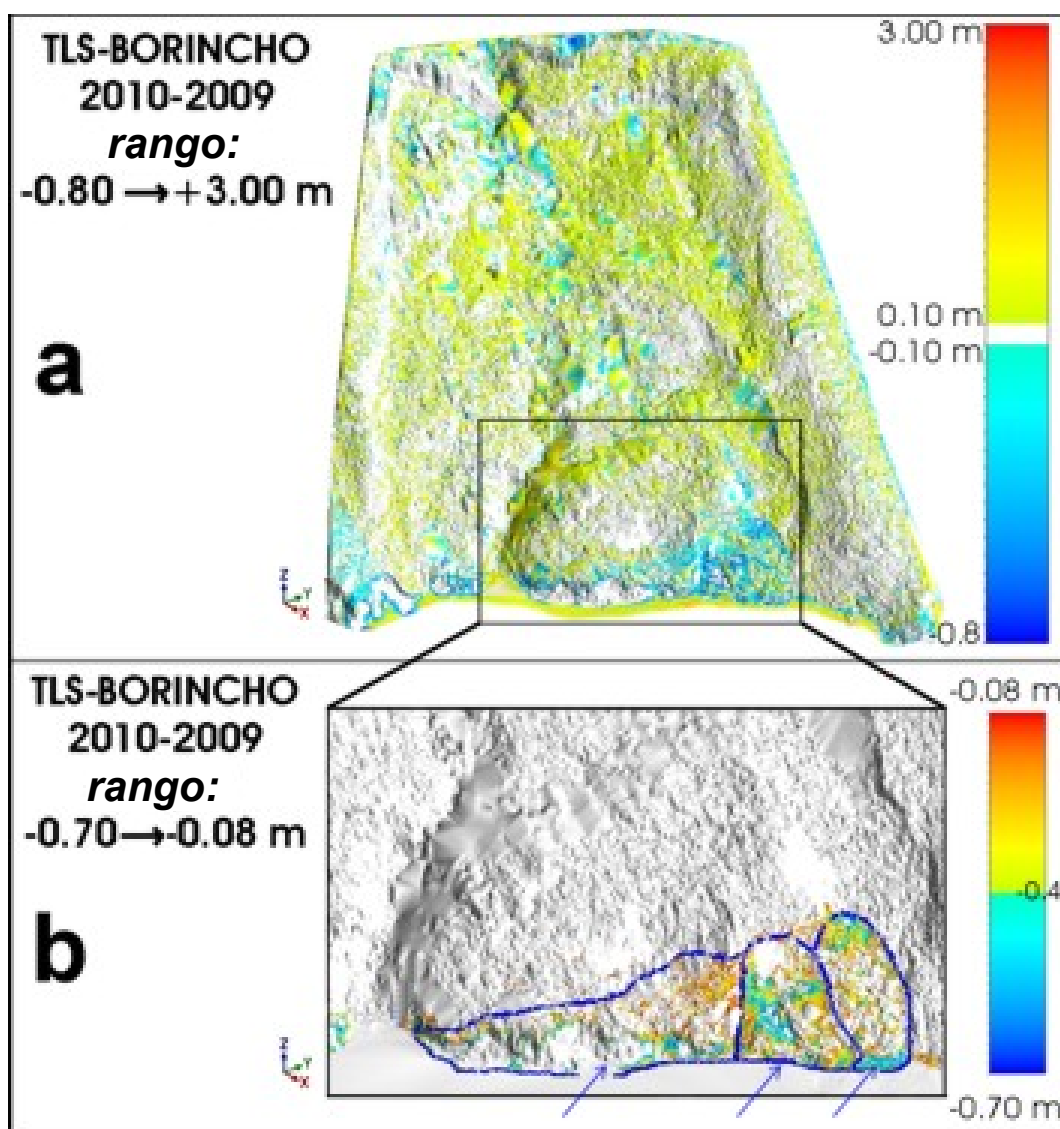 TLS-BORINCHO
2010-2009
rango:
-0.80 →+3.00 m
a
3.00 m
0.10 m
-0.10 m
-0.8
Z
Y
X
TLS-BORINCHO
2010-2009
rango:
-0.70→-0.08 m
b
-0.08 m
-0.4
-0.70 m
Z
Y
X